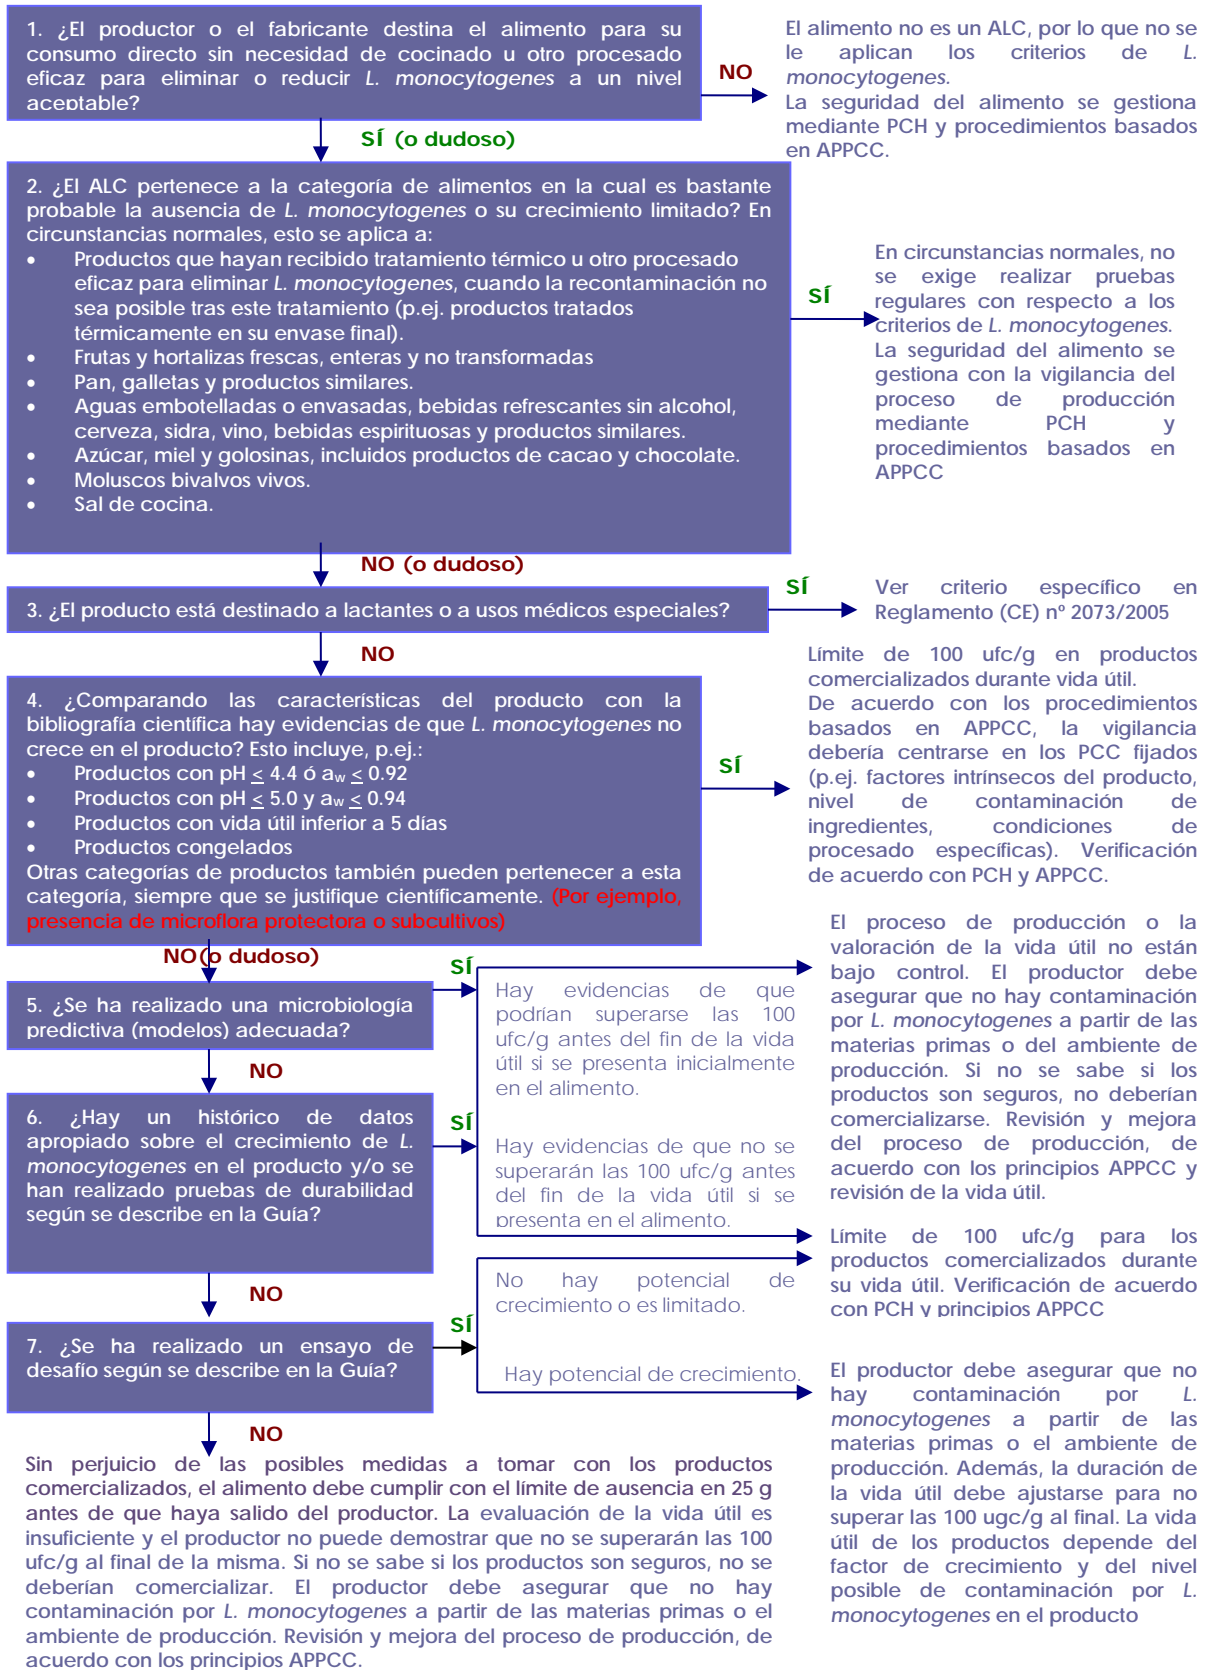 1. ¿El productor o el fabricante destina el alimento para su
consumo directo sin necesidad de cocinado u otro procesado
eficaz para eliminar o reducir L. monocytogenes a un nivel
aceptable?
NO
El alimento no es un ALC, por lo que no se
le aplican los criterios de L.
monocytogenes.
La seguridad del alimento se gestiona
mediante PCH y procedimientos basados
en APPCC.
SÍ (o dudoso)
2. ¿El ALC pertenece a la categoría de alimentos en la cual es bastante
probable la ausencia de L. monocytogenes o su crecimiento limitado? En
circunstancias normales, esto se aplica a:
• Productos que hayan recibido tratamiento térmico u otro procesado
eficaz para eliminar L. monocytogenes, cuando la recontaminación no
sea posible tras este tratamiento (p.ej. productos tratados
térmicamente en su envase final).
• Frutas y hortalizas frescas, enteras y no transformadas
• Pan, galletas y productos similares.
• Aguas embotelladas o envasadas, bebidas refrescantes sin alcohol,
cerveza, sidra, vino, bebidas espirituosas y productos similares.
• Azúcar, miel y golosinas, incluidos productos de cacao y chocolate.
• Moluscos bivalvos vivos.
• Sal de cocina.
SÍ
En circunstancias normales, no
se exige realizar pruebas
regulares con respecto a los
criterios de L. monocytogenes.
La seguridad del alimento se
gestiona con la vigilancia del
proceso de producción
mediante PCH y
procedimientos basados en
APPCC
NO (o dudoso)
3. ¿El producto está destinado a lactantes o a usos médicos especiales?
SÍ
Ver criterio específico en
Reglamento (CE) nº 2073/2005
NO
4. ¿Comparando las características del producto con la
bibliografía científica hay evidencias de que L. monocytogenes no
crece en el producto? Esto incluye, p.ej.:
• Productos con pH ≤ 4.4 ó aw ≤ 0.92
• Productos con pH ≤ 5.0 y aw ≤ 0.94
• Productos con vida útil inferior a 5 días
• Productos congelados
Otras categorías de productos también pueden pertenecer a esta
categoría, siempre que se justifique científicamente. (Por ejemplo,
presencia de microflora protectora o subcultivos)
SÍ
Límite de 100 ufc/g en productos
comercializados durante vida útil.
De acuerdo con los procedimientos
basados en APPCC, la vigilancia
debería centrarse en los PCC fijados
(p.ej. factores intrínsecos del producto,
nivel de contaminación de
ingredientes, condiciones de
procesado específicas). Verificación
de acuerdo con PCH y APPCC.
NO(o dudoso)
5. ¿Se ha realizado una microbiología
predictiva (modelos) adecuada?
SÍ
Hay evidencias de que
podrían superarse las 100
ufc/g antes del fin de la vida
útil si se presenta inicialmente
en el alimento.
El proceso de producción o la
valoración de la vida útil no están
bajo control. El productor debe
asegurar que no hay contaminación
por L. monocytogenes a partir de las
materias primas o del ambiente de
producción. Si no se sabe si los
productos son seguros, no deberían
comercializarse. Revisión y mejora
del proceso de producción, de
acuerdo con los principios APPCC y
revisión de la vida útil.
NO
6. ¿Hay un histórico de datos
apropiado sobre el crecimiento de L.
monocytogenes en el producto y/o se
han realizado pruebas de durabilidad
según se describe en la Guía?
SÍ
Hay evidencias de que no se
superarán las 100 ufc/g antes
del fin de la vida útil si se
presenta en el alimento.
Límite de 100 ufc/g para los
productos comercializados durante
su vida útil. Verificación de acuerdo
con PCH y principios APPCC
NO
7. ¿Se ha realizado un ensayo de
desafío según se describe en la Guía?
SÍ
No hay potencial de
crecimiento o es limitado.
Hay potencial de crecimiento.
El productor debe asegurar que no
hay contaminación por L.
monocytogenes a partir de las
materias primas o el ambiente de
producción. Además, la duración de
la vida útil debe ajustarse para no
superar las 100 ugc/g al final. La vida
útil de los productos depende del
factor de crecimiento y del nivel
posible de contaminación por L.
monocytogenes en el producto
NO
Sin perjuicio de las posibles medidas a tomar con los productos
comercializados, el alimento debe cumplir con el límite de ausencia en 25 g
antes de que haya salido del productor. La evaluación de la vida útil es
insuficiente y el productor no puede demostrar que no se superarán las 100
ufc/g al final de la misma. Si no se sabe si los productos son seguros, no se
deberían comercializar. El productor debe asegurar que no hay
contaminación por L. monocytogenes a partir de las materias primas o el
ambiente de producción. Revisión y mejora del proceso de producción, de
acuerdo con los principios APPCC.